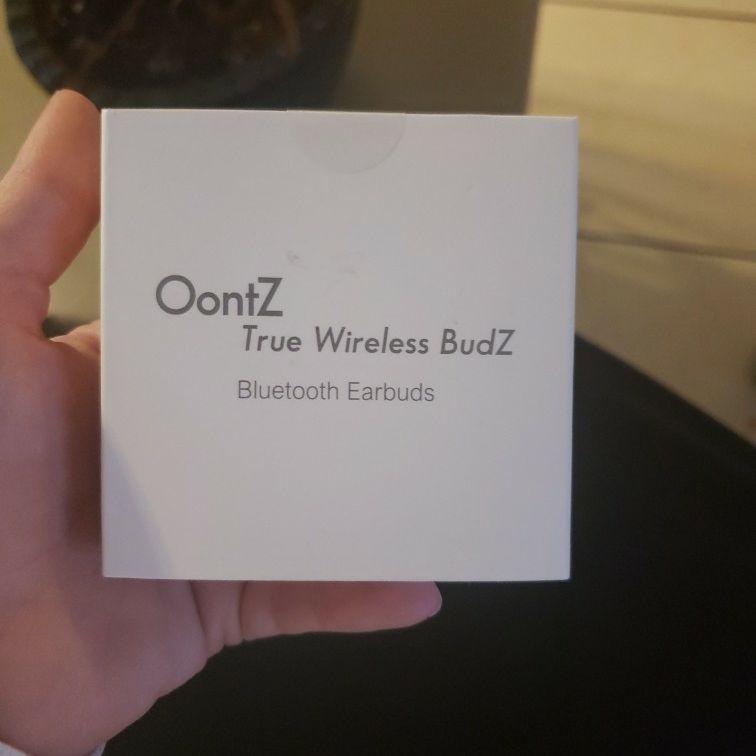 OontZ
True Wireless BudZ
Bluetooth Earbuds